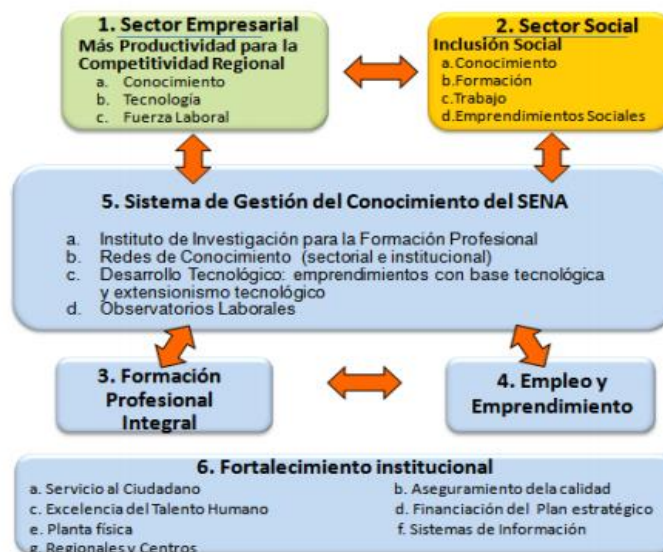 1. Sector Empresarial
Más Productividad para la
Competitividad Regional
a. Conocimiento
b. Tecnología
c. Fuerza Laboral
2. Sector Social
Inclusión Social
a.Conocimiento
b.Formación
c.Trabajo
d.Emprendimientos Sociales
5. Sistema de Gestión del Conocimiento del SENA
a. Instituto de Investigación para la Formación Profesional
b. Redes de Conocimiento (sectorial e institucional)
c. Desarrollo Tecnológico: emprendimientos con base tecnológica
y extensionismo tecnológico
d. Observatorios Laborales
3. Formación
Profesional
Integral
4. Empleo y
Emprendimiento
6. Fortalecimiento institucional
a. Servicio al Ciudadano
b. Aseguramiento dela calidad
c. Excelencia del Talento Humano
d. Financiación del Plan estratégico
e. Planta física
f. Sistemas de Información
g. Regionales y Centros